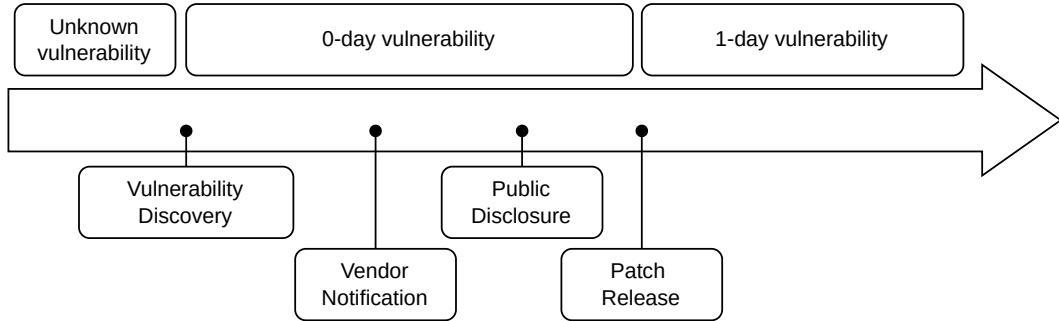 Unknown
vulnerability
0-day vulnerability
1-day vulnerability
Vulnerability
Discovery
Vendor
Notification
Public
Disclosure
Patch
Release